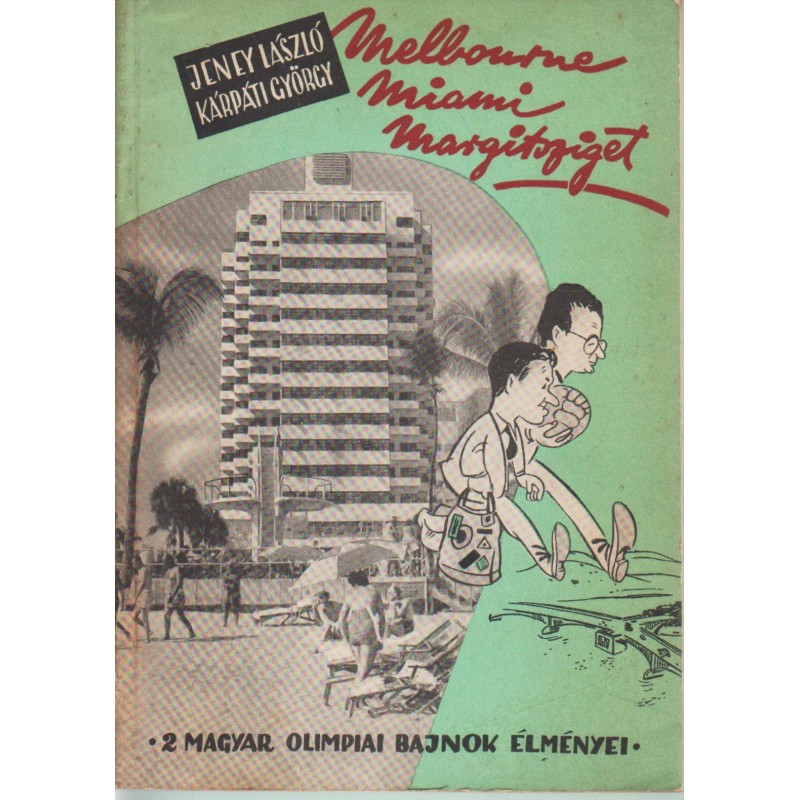 JENEY LÁSZLÓ
KÁRPÁTI GYÖRGY
Melbourne
Miami
Margitsziget
• 2 MAGYAR OLIMPIAI BAJNOK ÉLMÉNYEI •